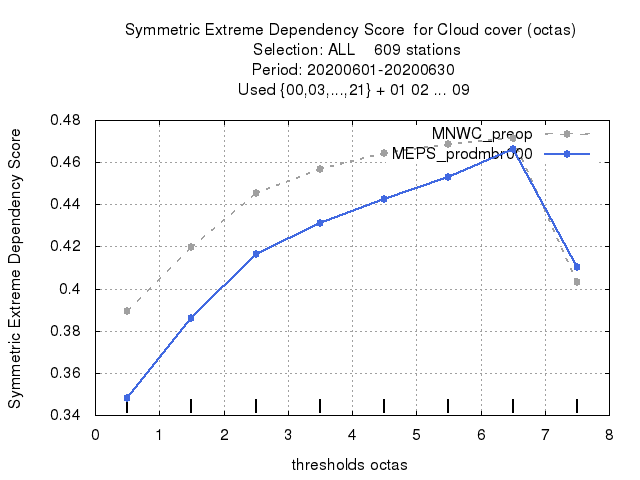 Symmetric Extreme Dependency Score  for Cloud cover (octas)
Selection: ALL    609 stations
Period: 20200601-20200630
Used {00,03,...,21} + 01 02 ... 09
MNWC_preop
MEPS_prodmbr000
Symmetric Extreme Dependency Score
0.48
0.46
0.44
0.42
0.4
0.38
0.36
0.34
0 1 2 3 4 5 6 7 8
thresholds octas